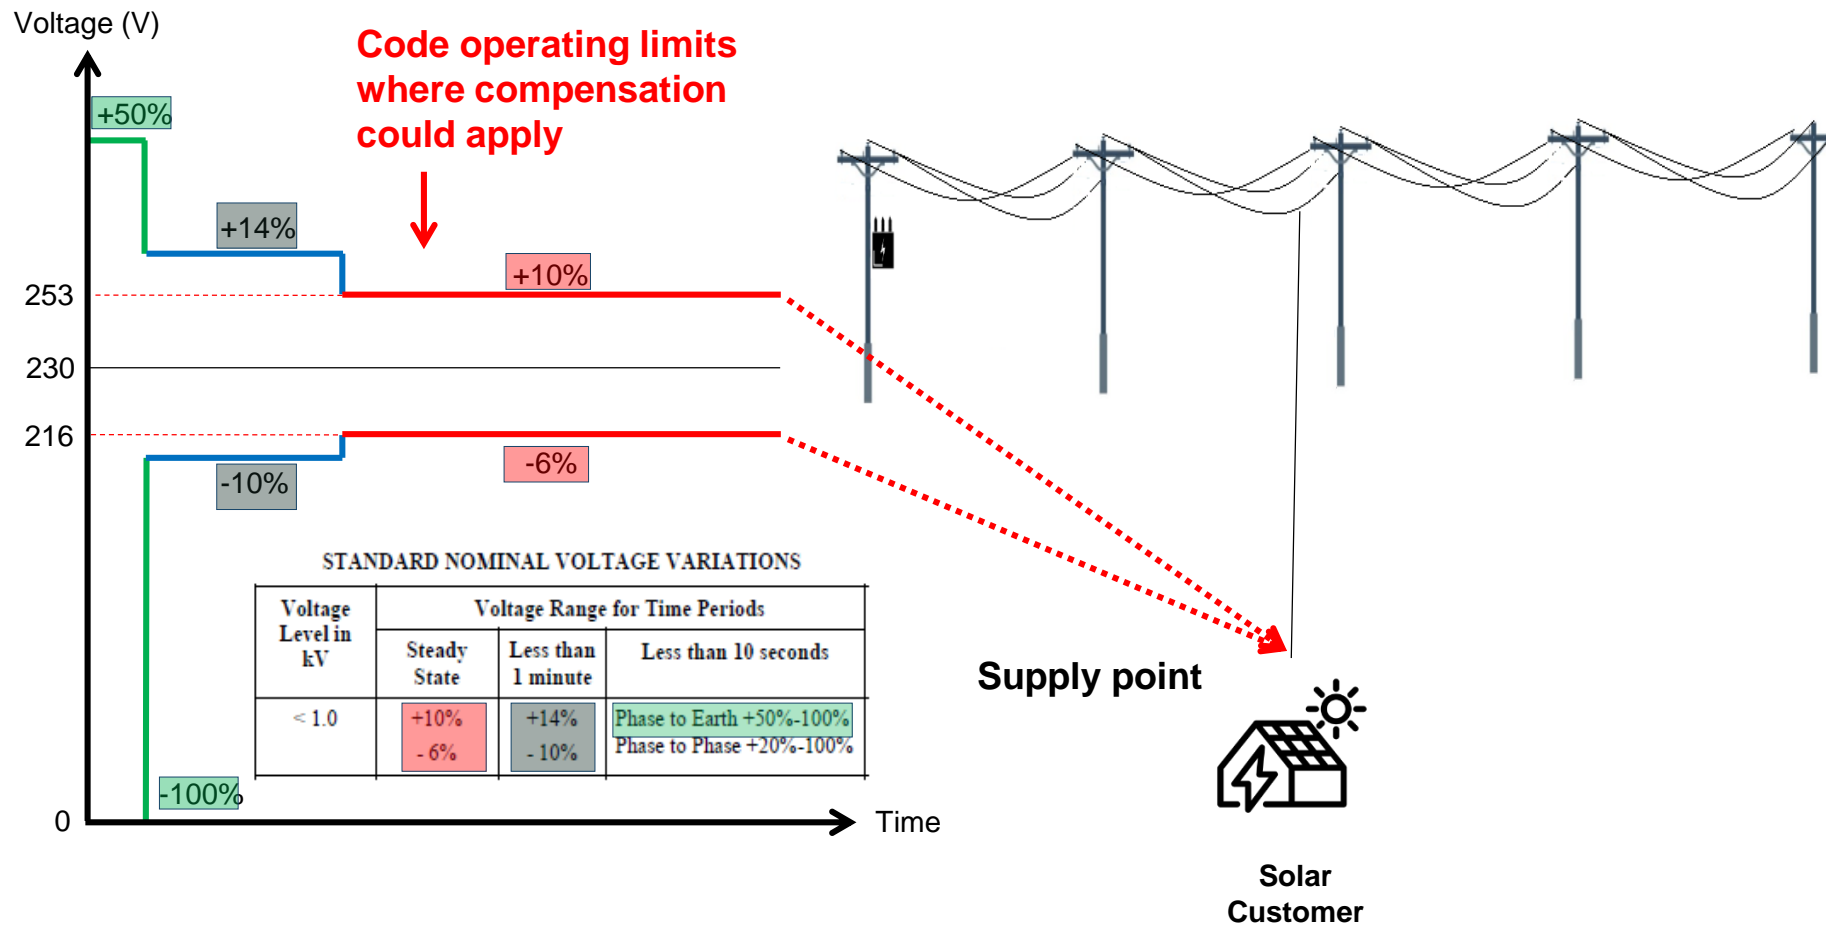 Voltage (V)
Code operating limits
where compensation
could apply
+50%
+14%
+10%
253
230
216
-6%
-10%
STANDARD NOMINAL VOLTAGE VARIATIONS
Voltage Level in kV
Voltage Range for Time Periods
Steady State
Less than 1 minute
Less than 10 seconds
< 1.0
+10%
- 6%
+14%
- 10%
Phase to Earth +50%-100%
Phase to Phase +20%-100%
-100%
0
Time
Supply point
Solar
Customer